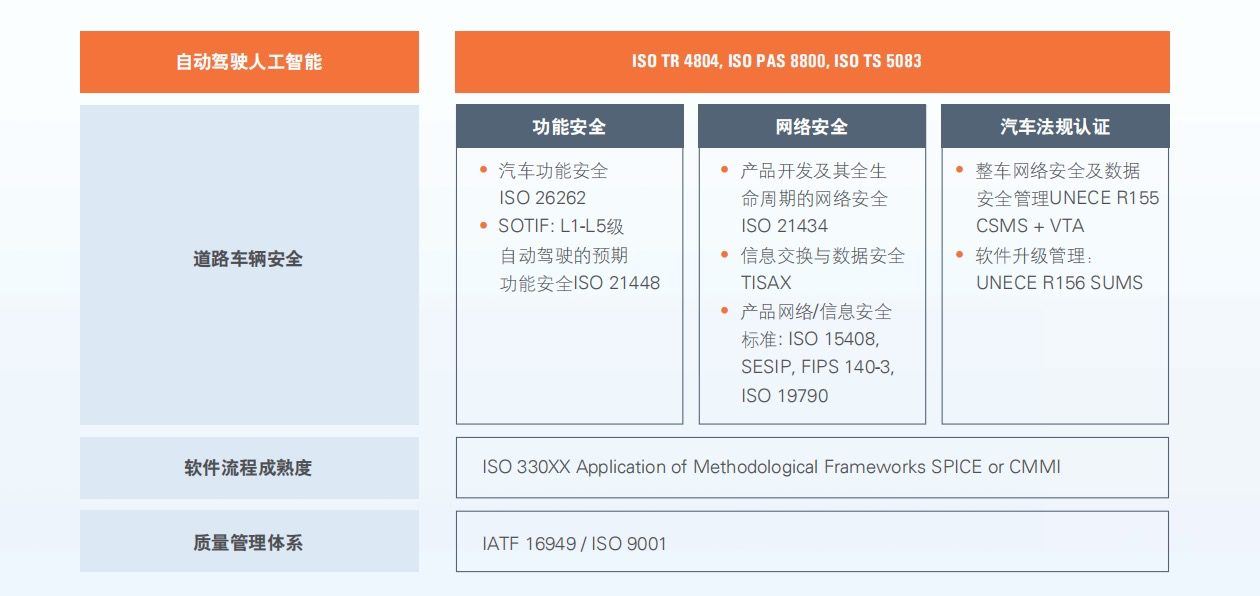 自动驾驶人工智能
ISO TR 4804, ISO PAS 8800, ISO TS 5083
道路车辆安全
功能安全
• 汽车功能安全
ISO 26262
• SOTIF: L1-L5级
自动驾驶的预期
功能安全ISO 21448
网络安全
• 产品开发及其全生
命周期的网络安全
ISO 21434
• 信息交换与数据安全
TISAX
• 产品网络/信息安全
标准: ISO 15408,
SESIP, FIPS 140-3,
ISO 19790
汽车法规认证
• 整车网络安全及数据
安全管理UNECE R155
CSMS + VTA
• 软件升级管理:
UNECE R156 SUMS
软件流程成熟度
ISO 330XX Application of Methodological Frameworks SPICE or CMMI
质量管理体系
IATF 16949 / ISO 9001